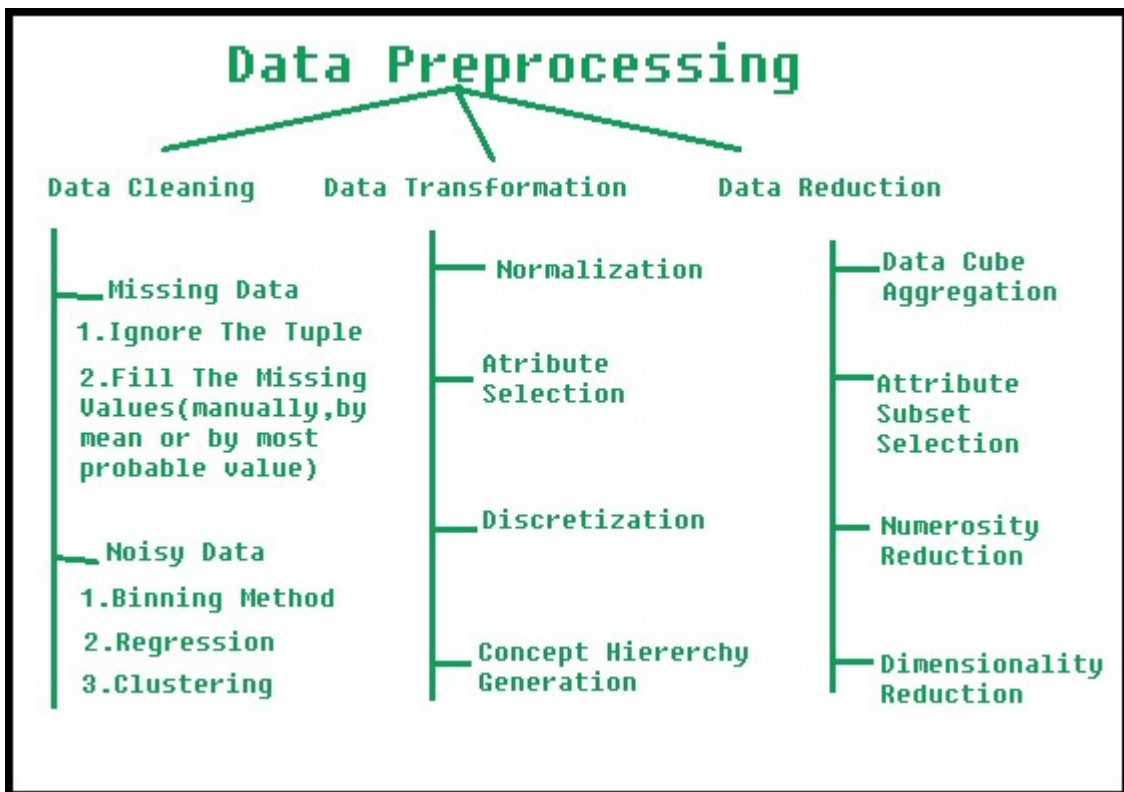 Data Preprocessing
Data Cleaning
Missing Data
1.Ignore The Tuple
2.Fill The Missing
Values(manually,by
mean or by most
probable value)
Noisy Data
1.Binning Method
2.Regression
3.Clustering
Data Transformation
Normalization
Atribute
Selection
Discretization
Concept Hiererchy
Generation
Data Reduction
Data Cube
Aggregation
Attribute
Subset
Selection
Numerosity
Reduction
Dimensionality
Reduction